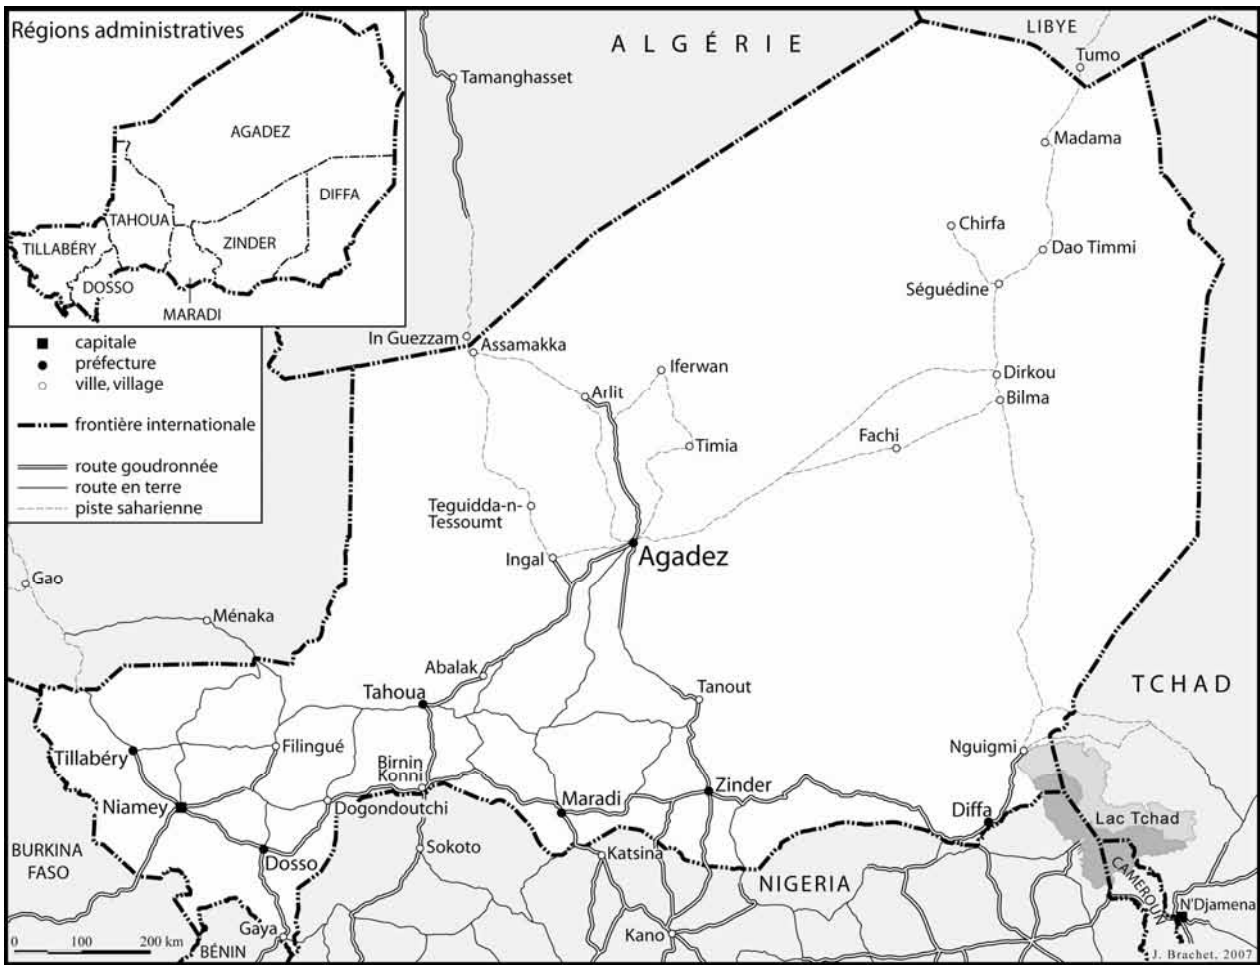 Régions administratives
AGADEZ
DIFFA
TAHOUA
TILLABÉRY
ZINDER
DOSSO
MARADI
capitale
préfecture
ville, village
frontière internationale
route goudronnée
route en terre
piste saharienne
ALGÉRIE
LIBYE
Tumo
Tamanghasset
Madama
Chirfa
Dao Timmi
Séguédine
In Guezzam
Assamakka
Iferwan
Dirkou
Arlit
Bilma
Fachi
Timia
Teguidda-n-
Tessoumt
Ingal
Agadez
Gao
Ménaka
Abalak
TCHAD
Tahoua
Tanout
Tillabéry
Filingué
Nguigmi
Birnin
Konni
Zinder
Niamey
Dogondoutchi
Maradi
Diffa
Lac Tchad
BURKINA
FASO
Dosso
Sokoto
Katsina
NIGERIA
CAMEROUN
N'Djamena
Gaya
Kano
BÉNIN
0 100 200 km
J. Brachet, 2007